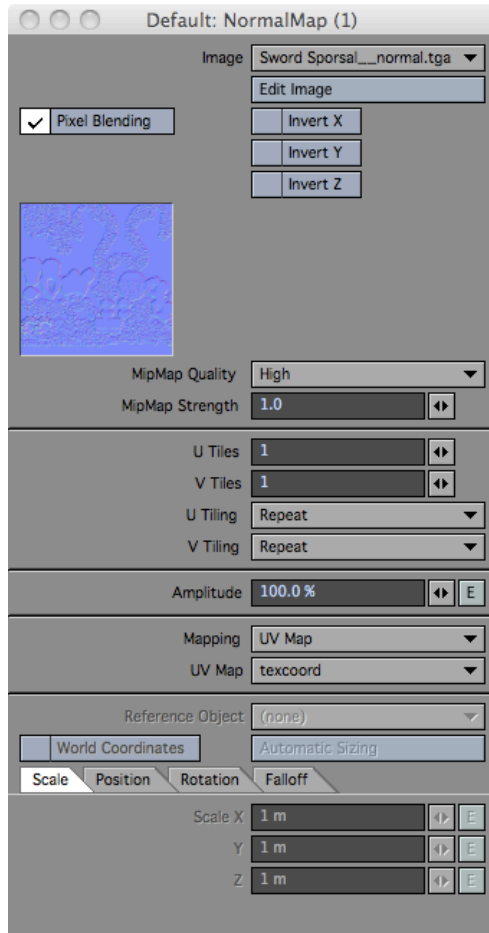 Default: NormalMap (1)
Image Sword Sporsal__normal.tga
Edit Image
Pixel Blending Invert X
Invert Y
Invert Z
MipMap Quality High
MipMap Strength 1.0
U Tiles 1
V Tiles 1
U Tiling Repeat
V Tiling Repeat
Amplitude 100.0 % E
Mapping UV Map
UV Map texcoord
Reference Object (none)
World Coordinates Automatic Sizing
Scale Position Rotation Falloff
Scale X 1 m E
Y 1 m E
Z 1 m E